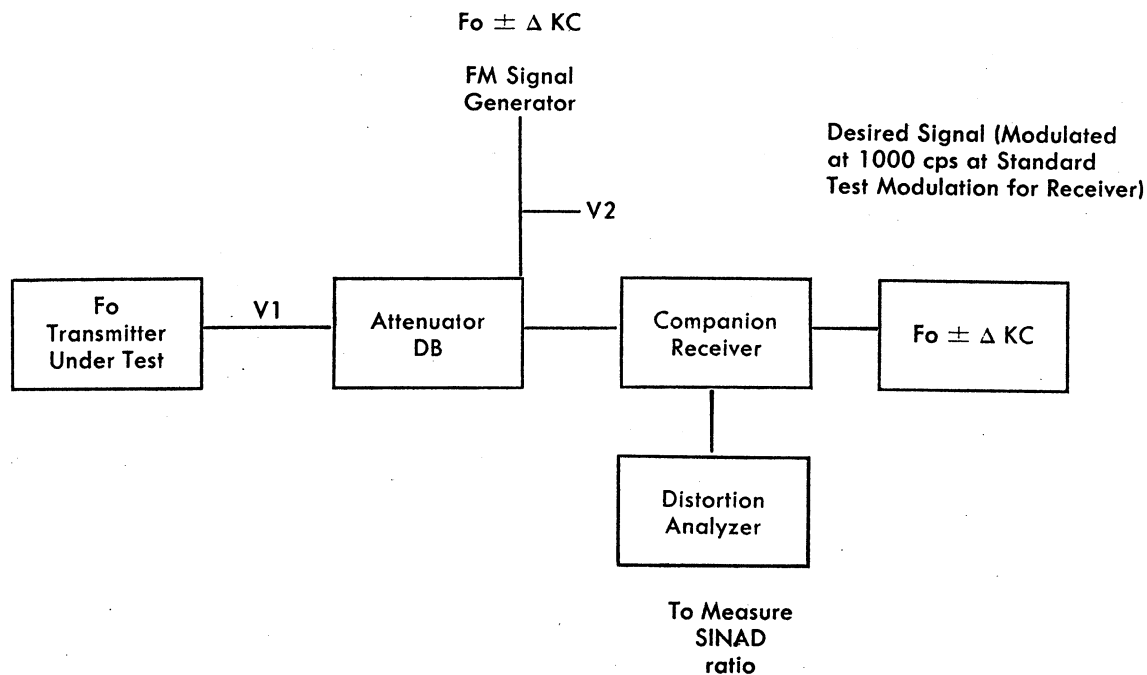 Fo ± Δ KC
FM Signal
Generator
Desired Signal (Modulated
at 1000 cps at Standard
Test Modulation for Receiver)
V2
Fo
Transmitter
Under Test
V1
Attenuator
DB
Companion
Receiver
Fo ± Δ KC
Distortion
Analyzer
To Measure
SINAD
ratio